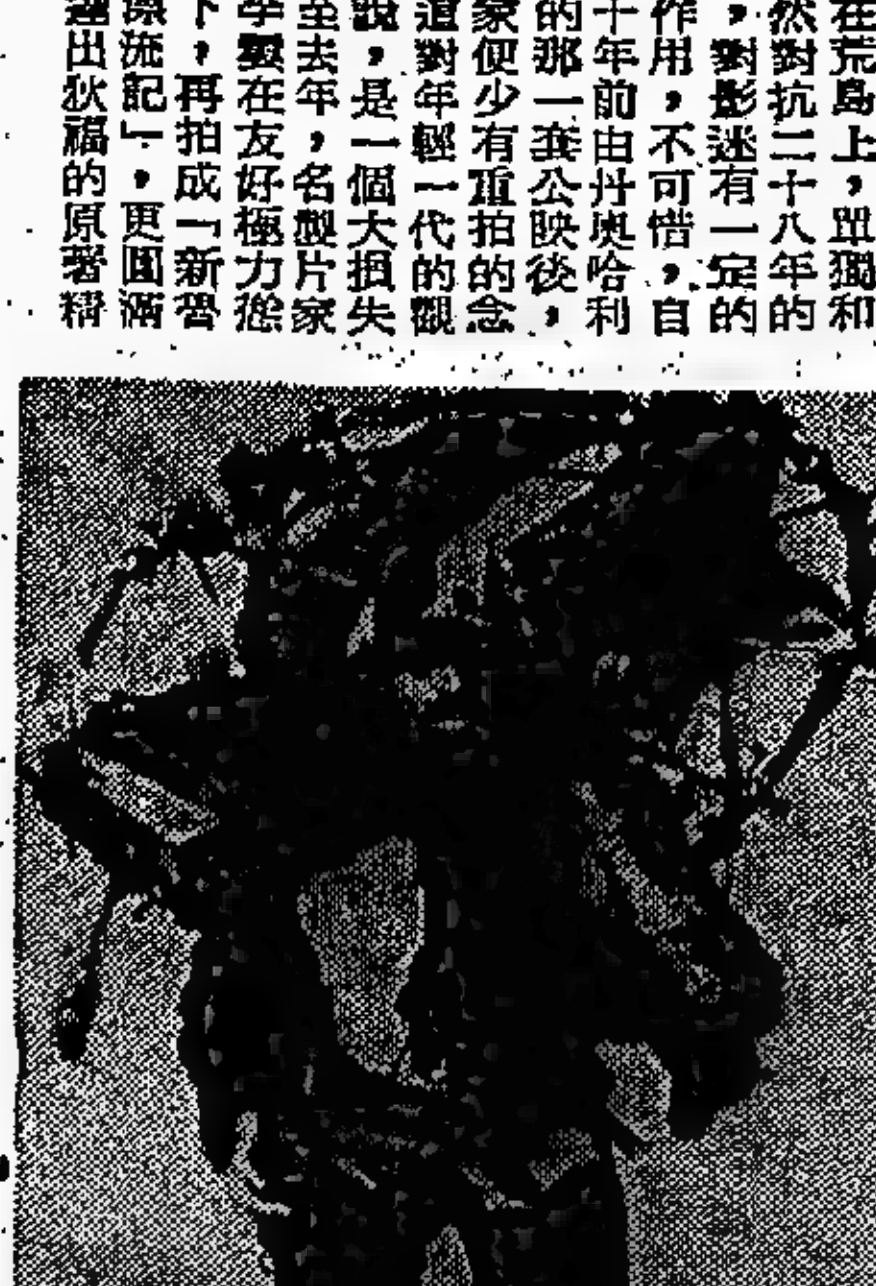 在荒島上，單獨和
然對抗二十八年的
，對影迷有一定的
作用，不可惜，自
十年前由丹奧哈利
的那一套公映後，
家便少有重拍的念
道對年輕一代的觀
說，是一個大損失
至去年，名製片家
學要在友好極力慫
下，再拍成「新魯
漂流記」，更圓滿
出狄福的原著精